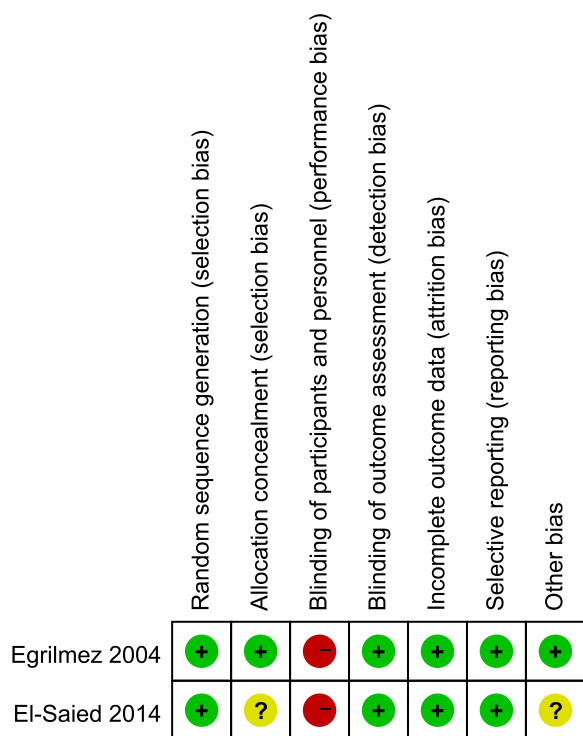 Random sequence generation (selection bias)
Allocation concealment (selection bias)
Blinding of participants and personnel (performance bias)
Blinding of outcome assessment (detection bias)
Incomplete outcome data (attrition bias)
Selective reporting (reporting bias)
Other bias
Egrilmez 2004 + + – + + + +
El-Saied 2014 + ? – + + + ?